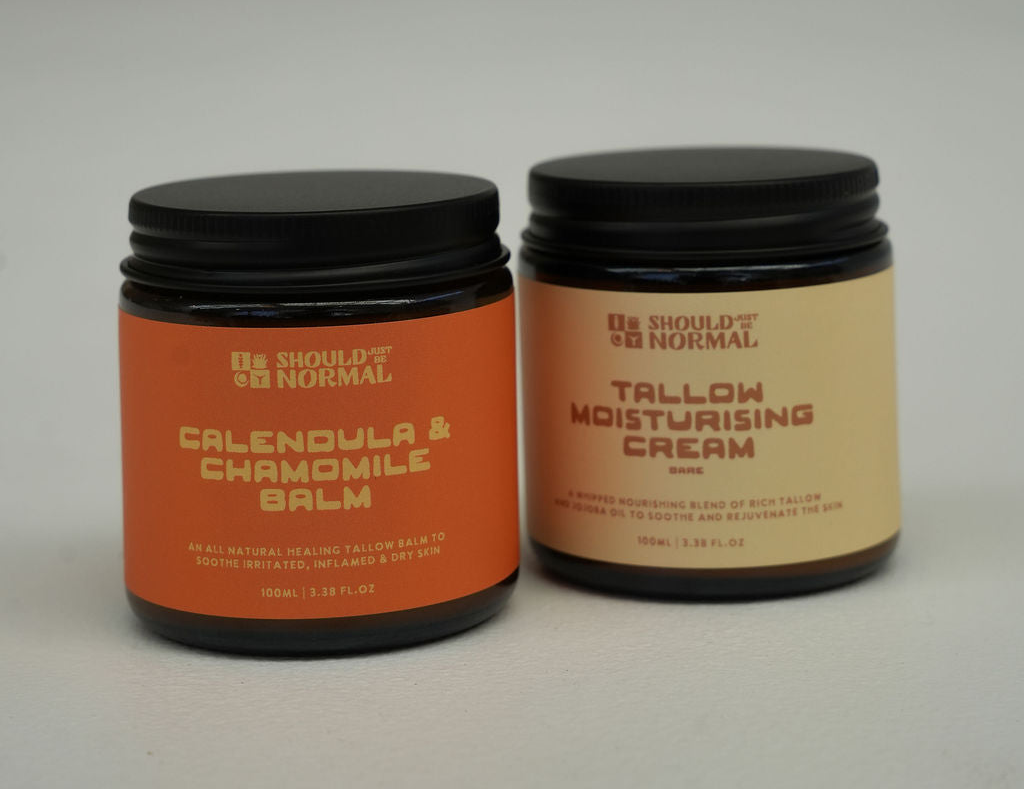 SHOULD JUST BE
NORMAL
CALENDULA &
CHAMOMILE
BALM
AN ALL NATURAL HEALING TALLOW BALM TO
SOOTHE IRRITATED, INFLAMED & DRY SKIN
100ML | 3.38 FL.OZ
SHOULD JUST BE
NORMAL
TALLOW
MOISTURISING
CREAM
BARE
A WHIPPED NOURISHING BLEND OF RICH TALLOW
AND JOJOBA OIL TO SOOTHE AND REJUVENATE THE SKIN
100ML | 3.38 FL.OZ